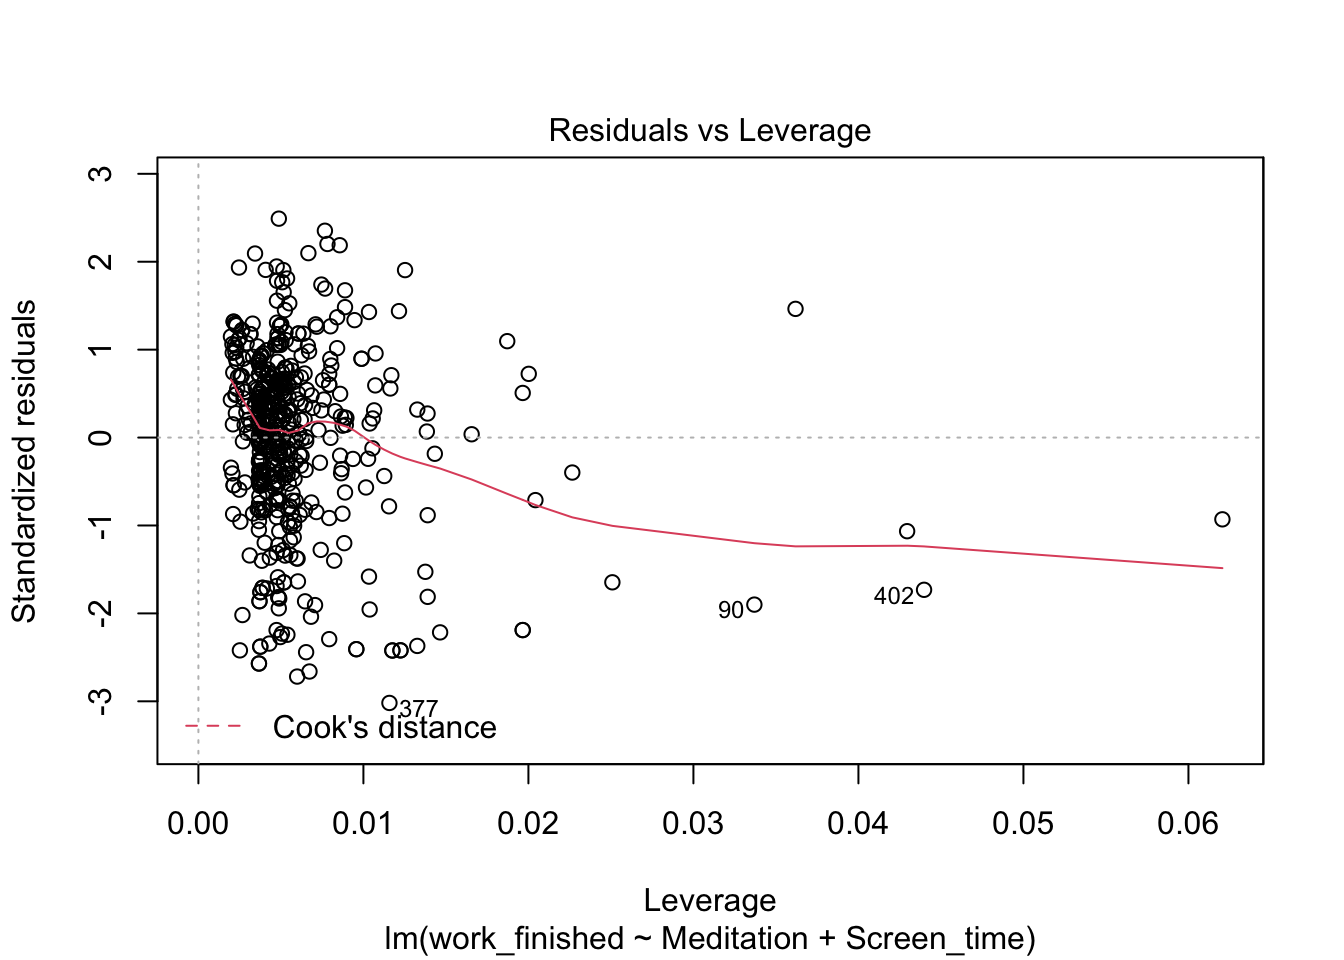 Residuals vs Leverage
Standardized residuals
3
2
1
0
-1
-2
-3
90
402
377
Cook's distance
0.00 0.01 0.02 0.03 0.04 0.05 0.06
Leverage
lm(work_finished ~ Meditation + Screen_time)